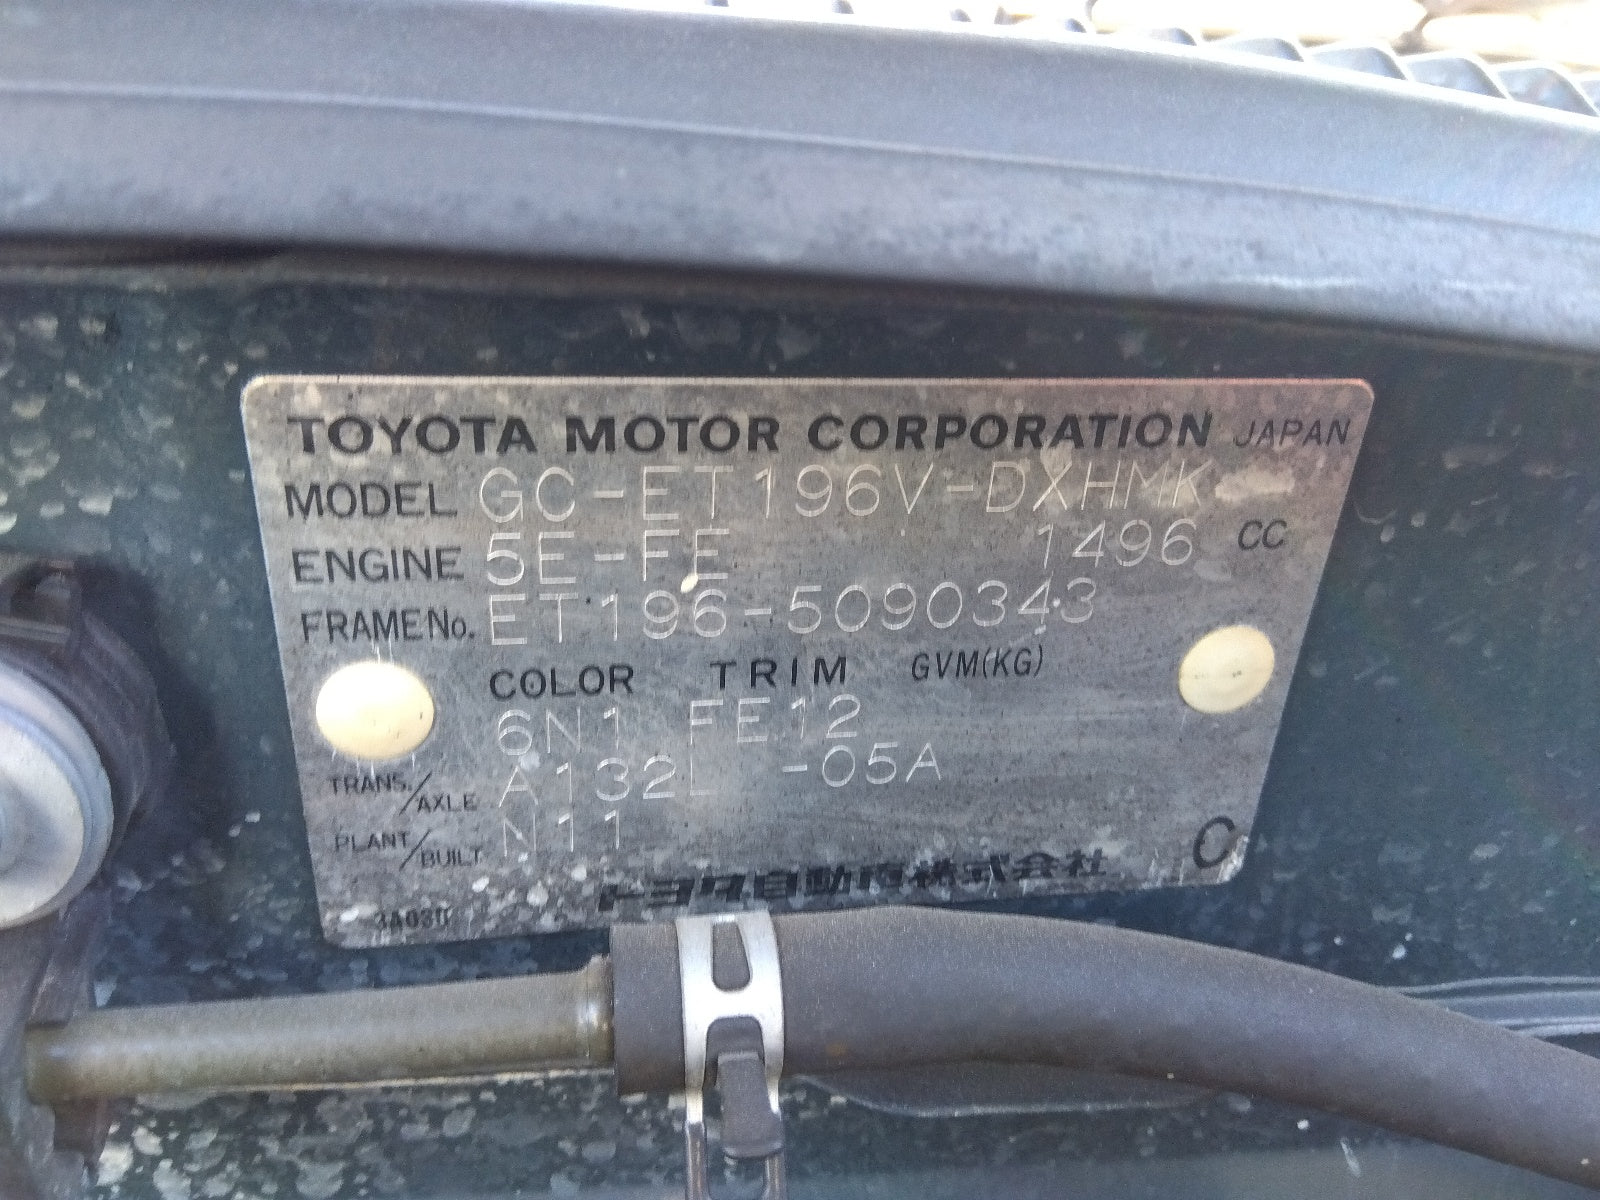 TOYOTA MOTOR CORPORATION JAPAN
MODEL GC-ET196V-DXHMK
ENGINE 5E-FE 1496 CC
FRAME No. ET196-5090343
COLOR TRIM GVM(KG)
6N1 FE12
TRANS./AXLE A132L -05A
PLANT/BUILT N11
C
トヨタ自動車株式会社